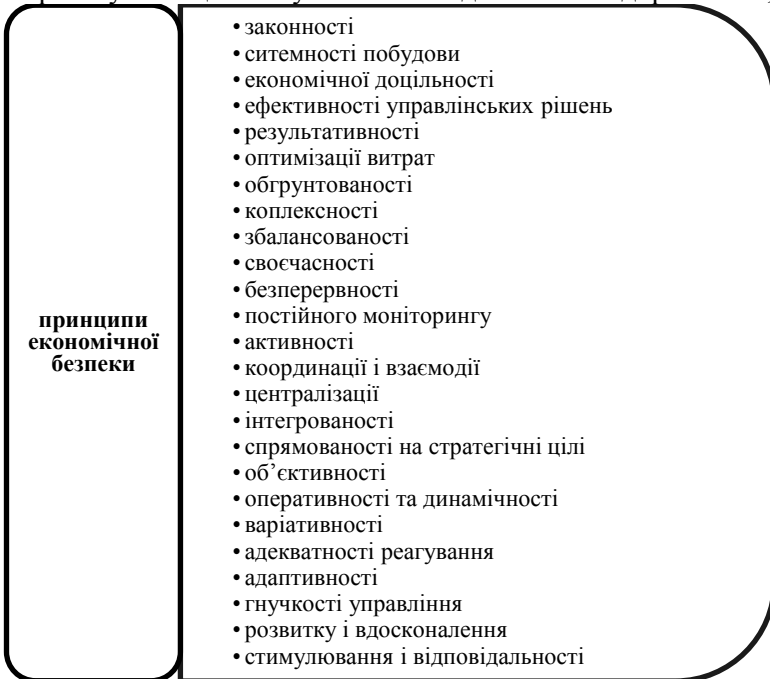 принципи
економічної
безпеки
• законності
• ситемності побудови
• економічної доцільності
• ефективності управлінських рішень
• результативності
• оптимізації витрат
• обгрунтованості
• коплексності
• збалансованості
• своєчасності
• безперервності
• постійного моніторингу
• активності
• координації і взаємодії
• централізації
• інтегрованості
• спрямованості на стратегічні цілі
• об’єктивності
• оперативності та динамічності
• варіативності
• адекватності реагування
• адаптивності
• гнучкості управління
• розвитку і вдосконалення
• стимулювання і відповідальності